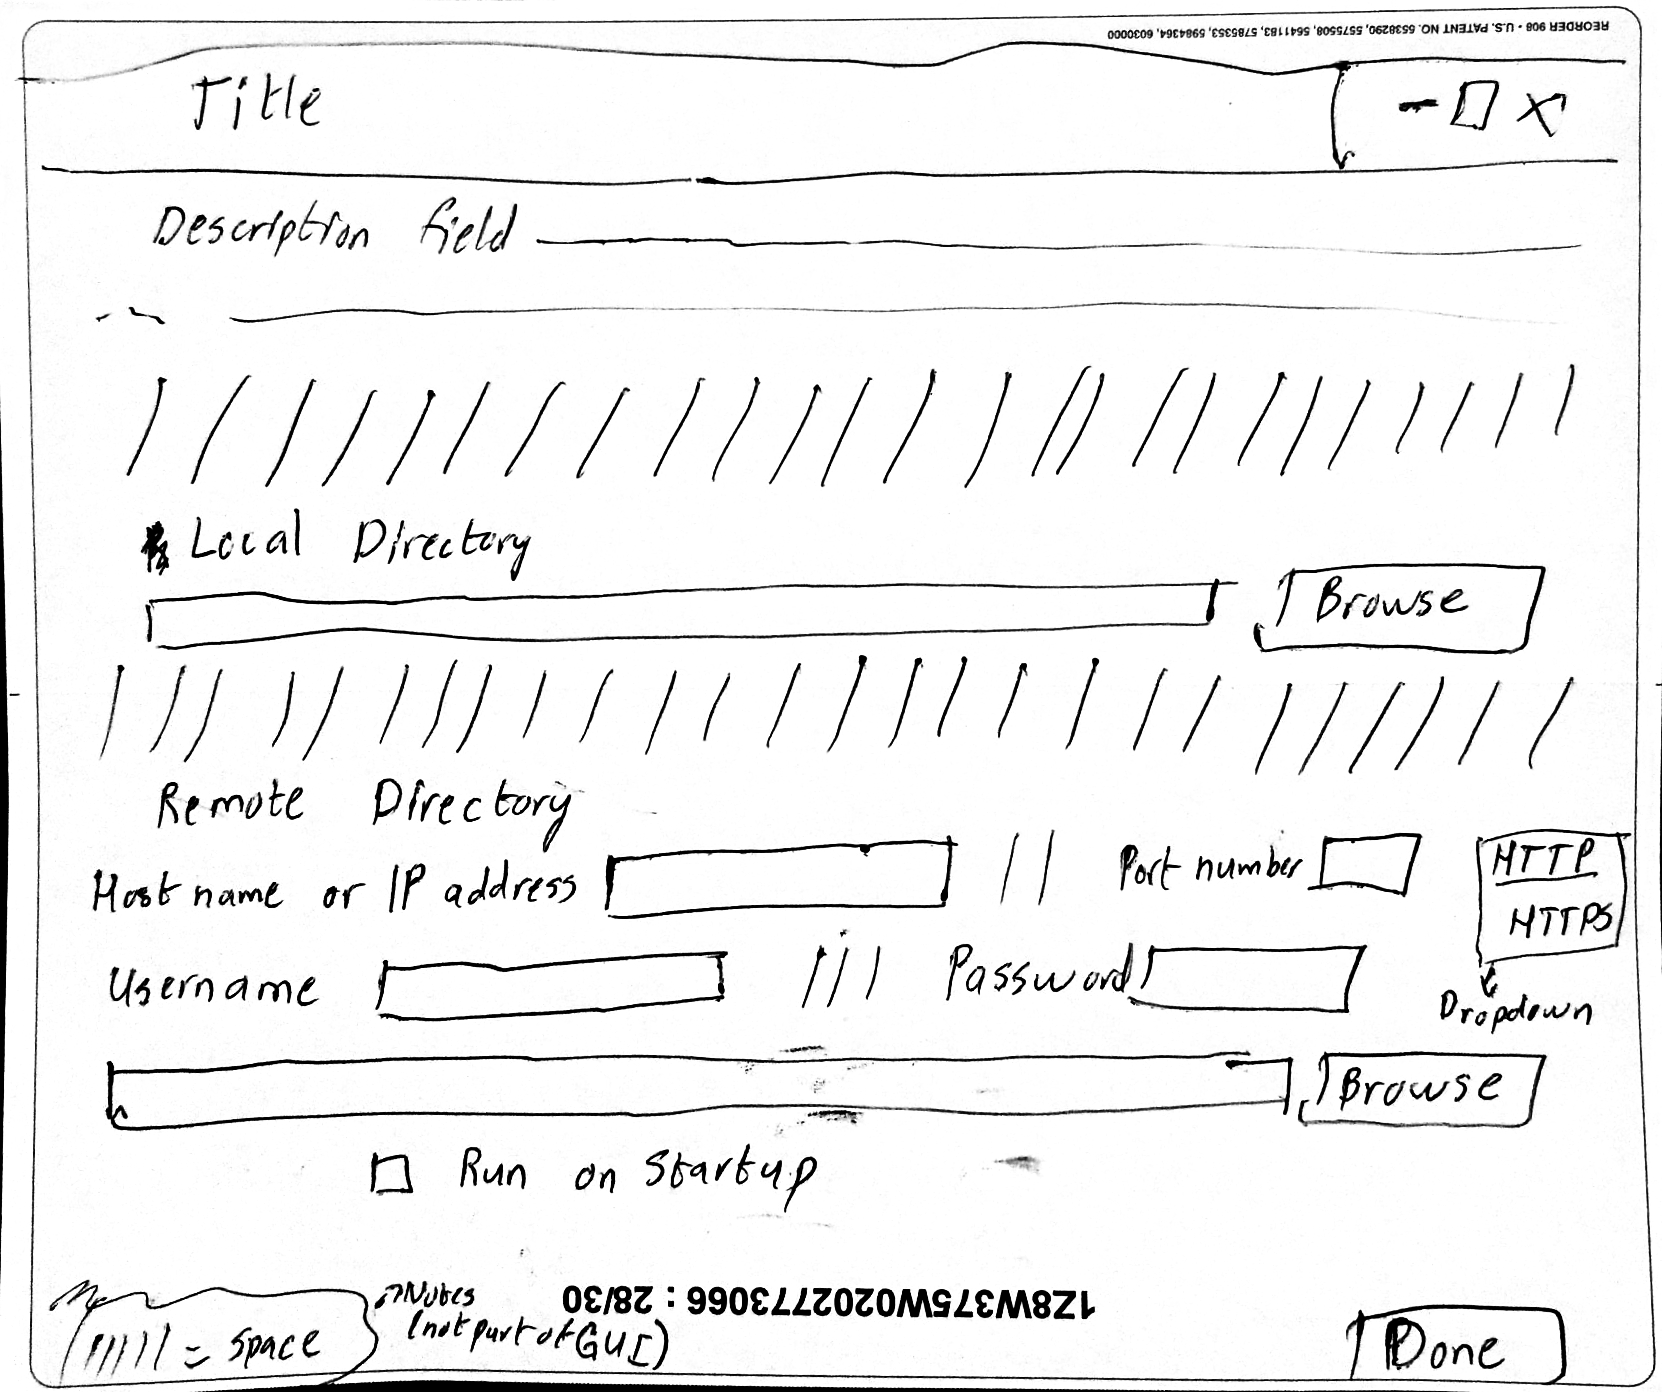 REORDER 908 - U.S. PATENT NO. 6538290, 5575508, 5641183, 5785353, 5984364, 6030000
Title
Description field
Local Directory
Browse
Remote Directory
Host name or IP address Port number HTTP
HTTPS
Username Password
Dropdown
Browse
Run on Startup
1Z8W375W0202773066 : 28/30
Notes
(not part of GUI)
///// = space
Done